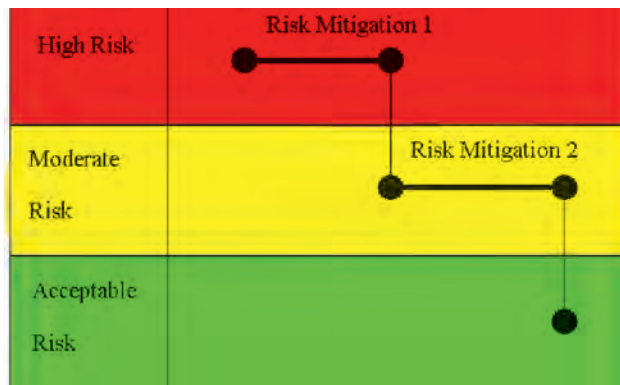 High Risk
Risk Mitigation 1
Moderate
Risk
Risk Mitigation 2
Acceptable
Risk